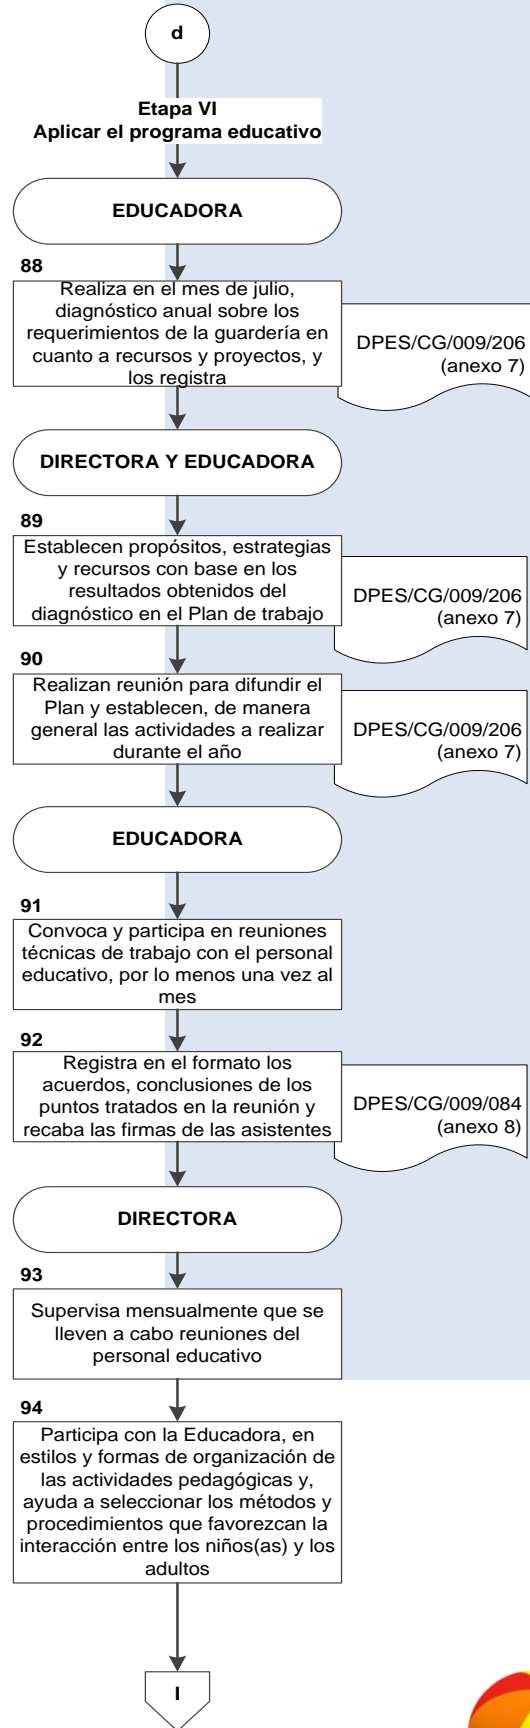 d
Etapa VI
Aplicar el programa educativo
EDUCADORA
88
Realiza en el mes de julio,
diagnóstico anual sobre los
requerimientos de la guardería en
cuanto a recursos y proyectos, y
los registra
DPES/CG/009/206
(anexo 7)
DIRECTORA Y EDUCADORA
89
Establecen propósitos, estrategias
y recursos con base en los
resultados obtenidos del
diagnóstico en el Plan de trabajo
DPES/CG/009/206
(anexo 7)
90
Realizan reunión para difundir el
Plan y establecen, de manera
general las actividades a realizar
durante el año
DPES/CG/009/206
(anexo 7)
EDUCADORA
91
Convoca y participa en reuniones
técnicas de trabajo con el personal
educativo, por lo menos una vez al
mes
92
Registra en el formato los
acuerdos, conclusiones de los
puntos tratados en la reunión y
recaba las firmas de las asistentes
DPES/CG/009/084
(anexo 8)
DIRECTORA
93
Supervisa mensualmente que se
lleven a cabo reuniones del
personal educativo
94
Participa con la Educadora, en
estilos y formas de organización de
las actividades pedagógicas y,
ayuda a seleccionar los métodos y
procedimientos que favorezcan la
interacción entre los niños(as) y los
adultos
I